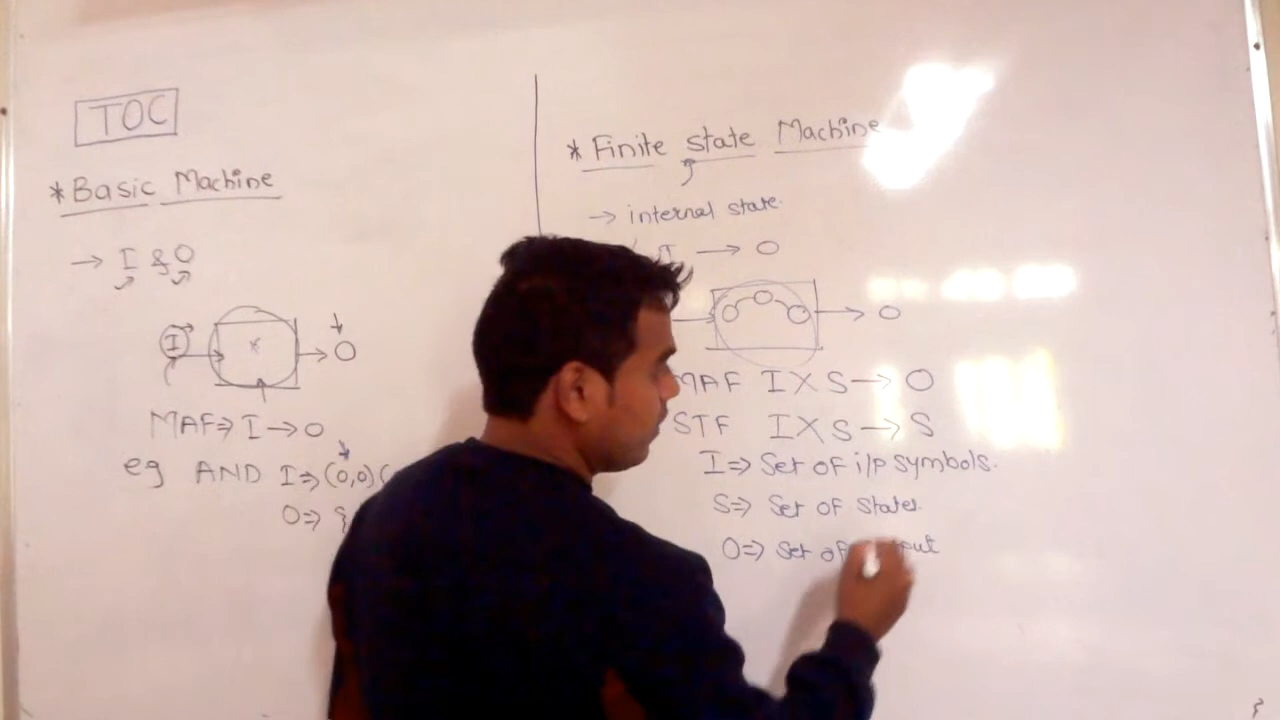 TOC
*Basic Machine
→ I & O
I → O
MAF⇒ I → O
eg AND I⇒ (0,0) (
O⇒ {
* Finite state Machine
→ internal state
I → O
→ O
MAF I X S → O
STF I X S → S
I⇒ Set of i/p symbols.
S⇒ Set of states.
O⇒ Set of